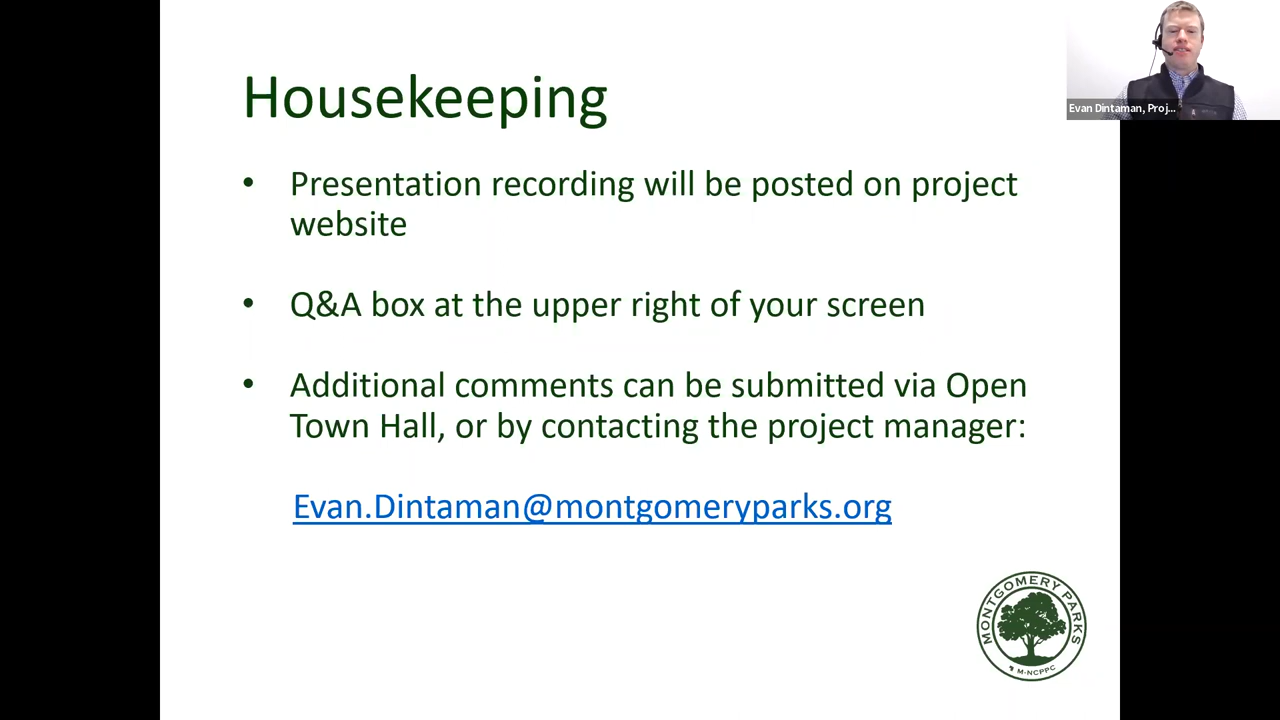 Housekeeping
Evan Dintaman, Proj...
• Presentation recording will be posted on project
website
• Q&A box at the upper right of your screen
• Additional comments can be submitted via Open
Town Hall, or by contacting the project manager:
Evan.Dintaman@montgomeryparks.org
MONTGOMERY PARKS
M-NCPPC